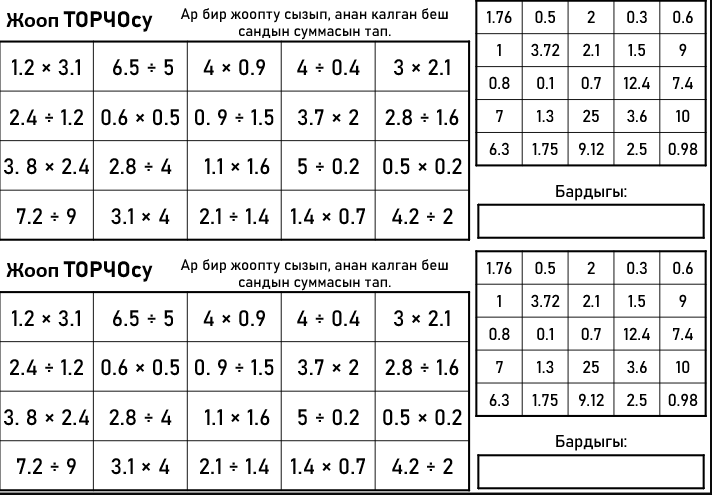 Жооп ТОРЧОсу
Ар бир жоопту сызып, анан калган беш
сандын суммасын тап.
1.2 × 3.1 6.5 ÷ 5 4 × 0.9 4 ÷ 0.4 3 × 2.1
2.4 ÷ 1.2 0.6 × 0.5 0. 9 ÷ 1.5 3.7 × 2 2.8 ÷ 1.6
3. 8 × 2.4 2.8 ÷ 4 1.1 × 1.6 5 ÷ 0.2 0.5 × 0.2
7.2 ÷ 9 3.1 × 4 2.1 ÷ 1.4 1.4 × 0.7 4.2 ÷ 2
1.76 0.5 2 0.3 0.6
1 3.72 2.1 1.5 9
0.8 0.1 0.7 12.4 7.4
7 1.3 25 3.6 10
6.3 1.75 9.12 2.5 0.98
Бардыгы:
Жооп ТОРЧОсу
Ар бир жоопту сызып, анан калган беш
сандын суммасын тап.
1.2 × 3.1 6.5 ÷ 5 4 × 0.9 4 ÷ 0.4 3 × 2.1
2.4 ÷ 1.2 0.6 × 0.5 0. 9 ÷ 1.5 3.7 × 2 2.8 ÷ 1.6
3. 8 × 2.4 2.8 ÷ 4 1.1 × 1.6 5 ÷ 0.2 0.5 × 0.2
7.2 ÷ 9 3.1 × 4 2.1 ÷ 1.4 1.4 × 0.7 4.2 ÷ 2
1.76 0.5 2 0.3 0.6
1 3.72 2.1 1.5 9
0.8 0.1 0.7 12.4 7.4
7 1.3 25 3.6 10
6.3 1.75 9.12 2.5 0.98
Бардыгы: